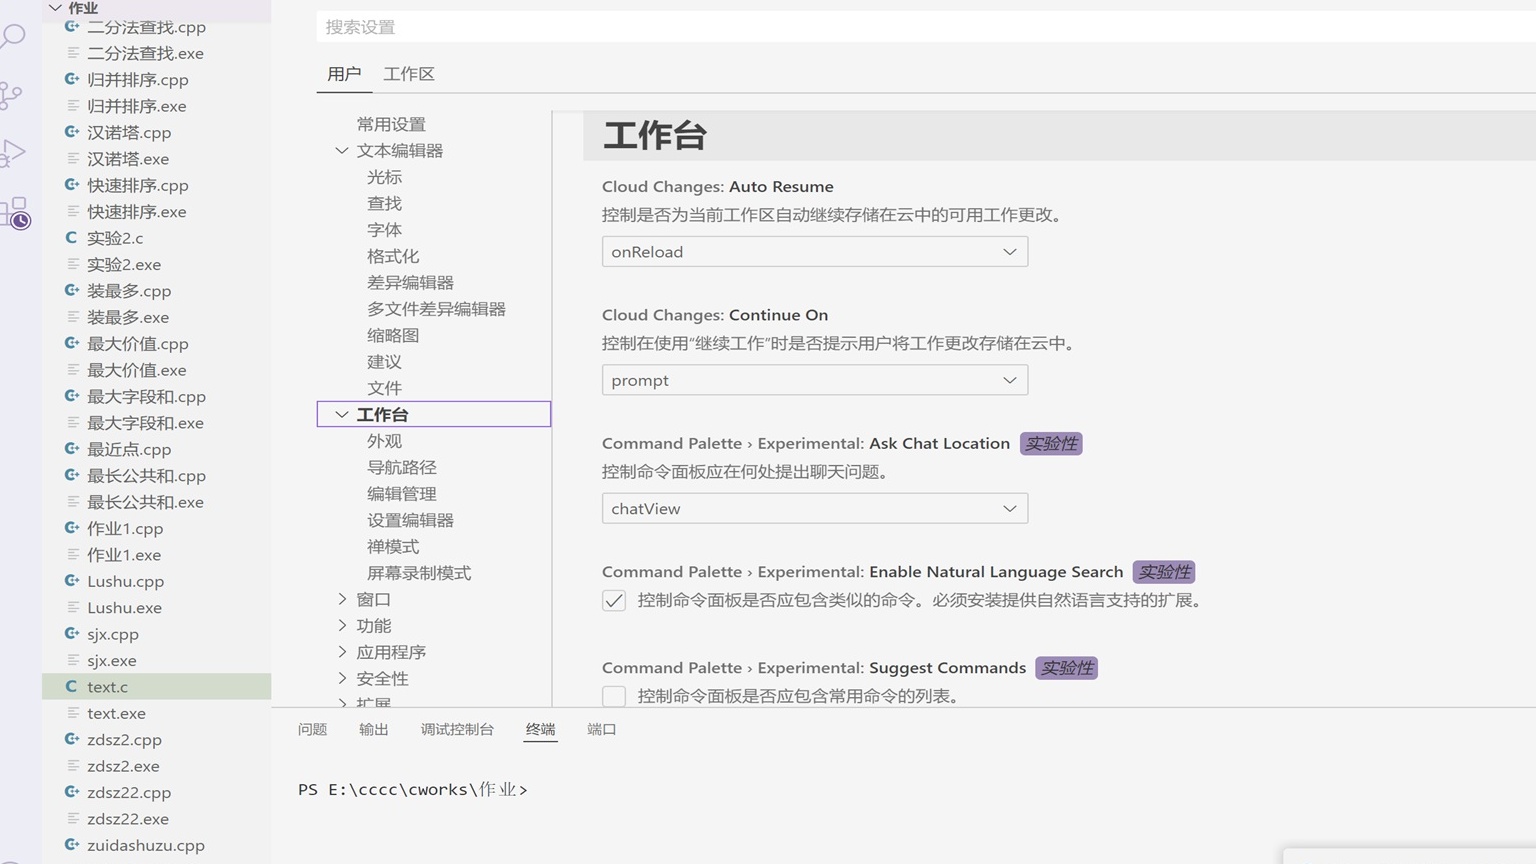 作业
二分法查找.cpp
二分法查找.exe
归并排序.cpp
归并排序.exe
汉诺塔.cpp
汉诺塔.exe
快速排序.cpp
快速排序.exe
实验2.c
实验2.exe
装最多.cpp
装最多.exe
最大价值.cpp
最大价值.exe
最大字段和.cpp
最大字段和.exe
最近点.cpp
最长公共和.cpp
最长公共和.exe
作业1.cpp
作业1.exe
Lushu.cpp
Lushu.exe
sjx.cpp
sjx.exe
text.c
text.exe
zdsz2.cpp
zdsz2.exe
zdsz22.cpp
zdsz22.exe
zuidashuzu.cpp
搜索设置
用户 工作区
常用设置
文本编辑器
光标
查找
字体
格式化
差异编辑器
多文件差异编辑器
缩略图
建议
文件
工作台
外观
导航路径
编辑管理
设置编辑器
禅模式
屏幕录制模式
窗口
功能
应用程序
安全性
扩展
工作台
Cloud Changes: Auto Resume
控制是否为当前工作区自动继续存储在云中的可用工作更改。
onReload
Cloud Changes: Continue On
控制在使用“继续工作”时是否提示用户将工作更改存储在云中。
prompt
Command Palette › Experimental: Ask Chat Location 实验性
控制命令面板应在何处提出聊天问题。
chatView
Command Palette › Experimental: Enable Natural Language Search 实验性
控制命令面板是否应包含类似的命令。必须安装提供自然语言支持的扩展。
Command Palette › Experimental: Suggest Commands 实验性
控制命令面板是否应包含常用命令的列表。
问题 输出 调试控制台 终端 端口
PS E:\cccc\cworks\作业>